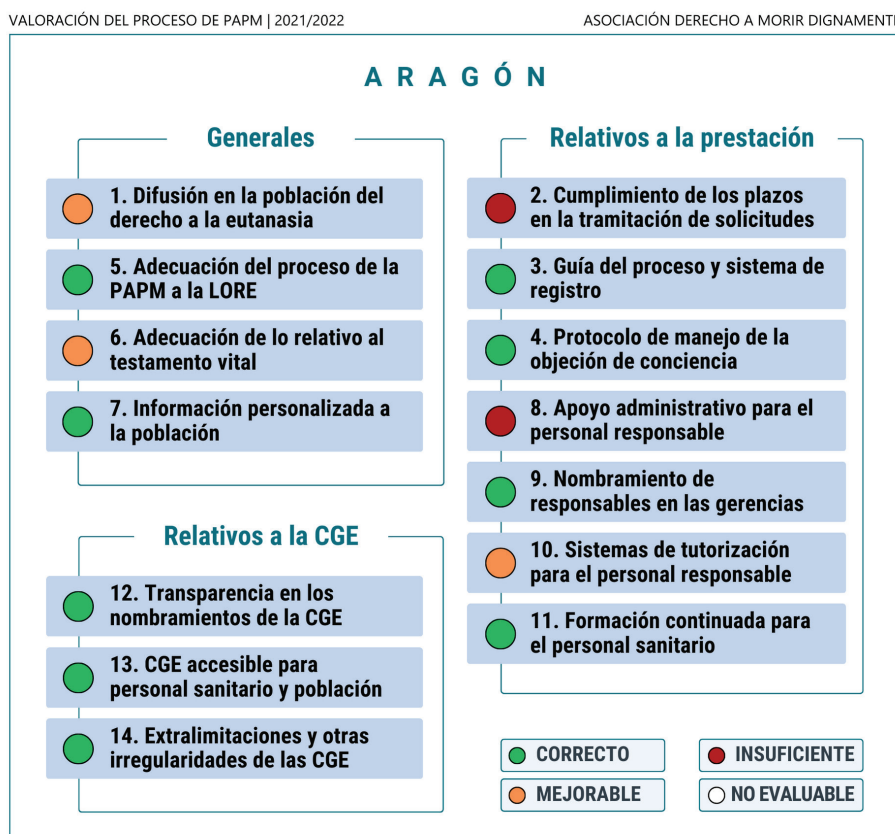 VALORACIÓN DEL PROCESO DE PAPM | 2021/2022
ASOCIACIÓN DERECHO A MORIR DIGNAMENTE
ARAGÓN
Generales
1. Difusión en la población del
derecho a la eutanasia
5. Adecuación del proceso de la
PAPM a la LORE
6. Adecuación de lo relativo al
testamento vital
7. Información personalizada a
la población
Relativos a la CGE
12. Transparencia en los
nombramientos de la CGE
13. CGE accesible para
personal sanitario y población
14. Extralimitaciones y otras
irregularidades de las CGE
Relativos a la prestación
2. Cumplimiento de los plazos
en la tramitación de solicitudes
3. Guía del proceso y sistema de
registro
4. Protocolo de manejo de la
objeción de conciencia
8. Apoyo administrativo para el
personal responsable
9. Nombramiento de
responsables en las gerencias
10. Sistemas de tutorización
para el personal responsable
11. Formación continuada para
el personal sanitario
CORRECTO
INSUFICIENTE
MEJORABLE
NO EVALUABLE